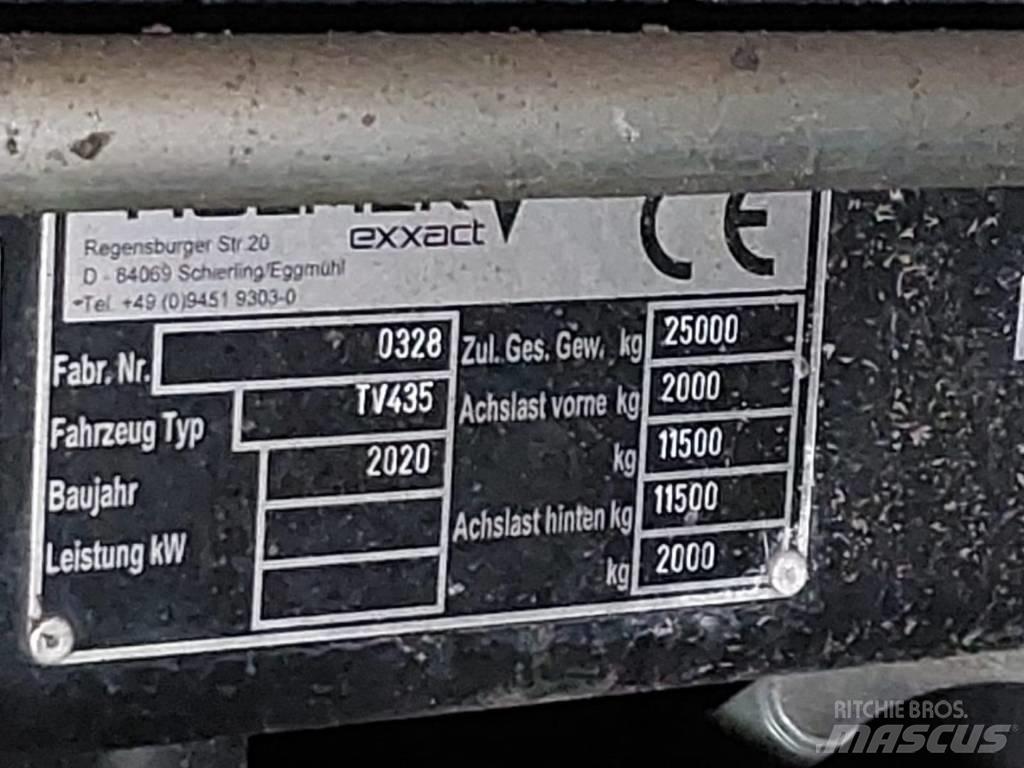 exxact
CE
Regensburger Str.20
D - 84069 Schierling/Eggmühl
Tel. +49 (0)9451 9303-0
Fabr. Nr. 0328
Fahrzeug Typ TV435
Baujahr 2020
Leistung kW
Zul. Ges. Gew. kg 25000
Achslast vorne kg 2000
kg 11500
Achslast hinten kg 11500
kg 2000
RITCHIE BROS.
MASCUS